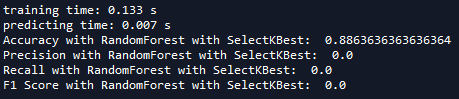 training time: 0.133 s
predicting time: 0.007 s
Accuracy with RandomForest with SelectKBest:  0.8863636363636364
Precision with RandomForest with SelectKBest:  0.0
Recall with RandomForest with SelectKBest:  0.0
F1 Score with RandomForest with SelectKBest:  0.0